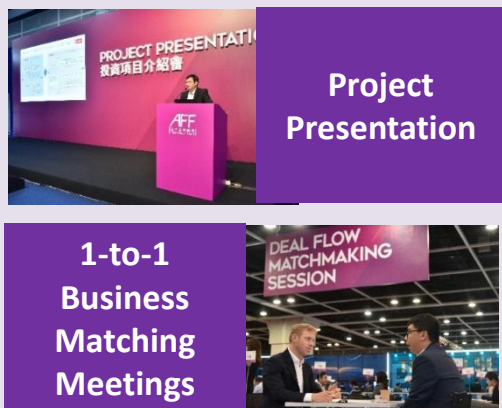 PROJECT PRESENTATI
投資項目介紹會
AFF
Project
Presentation
1-to-1
Business
Matching
Meetings
DEAL FLOW
MATCHMAKING
SESSION